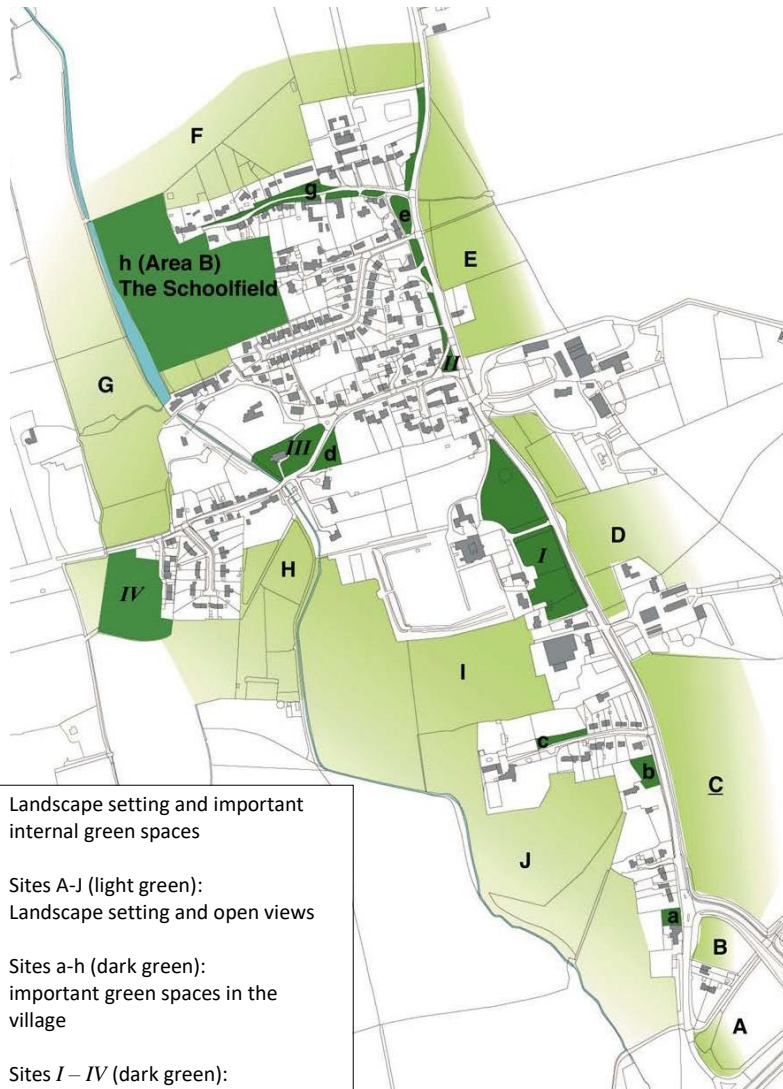 F
g
e
h (Area B)
The Schoolfield
E
II
G
III
d
D
I
H
IV
I
c
b
C
J
a
B
A
Landscape setting and important
internal green spaces
Sites A-J (light green):
Landscape setting and open views
Sites a-h (dark green):
important green spaces in the
village
Sites I – IV (dark green):